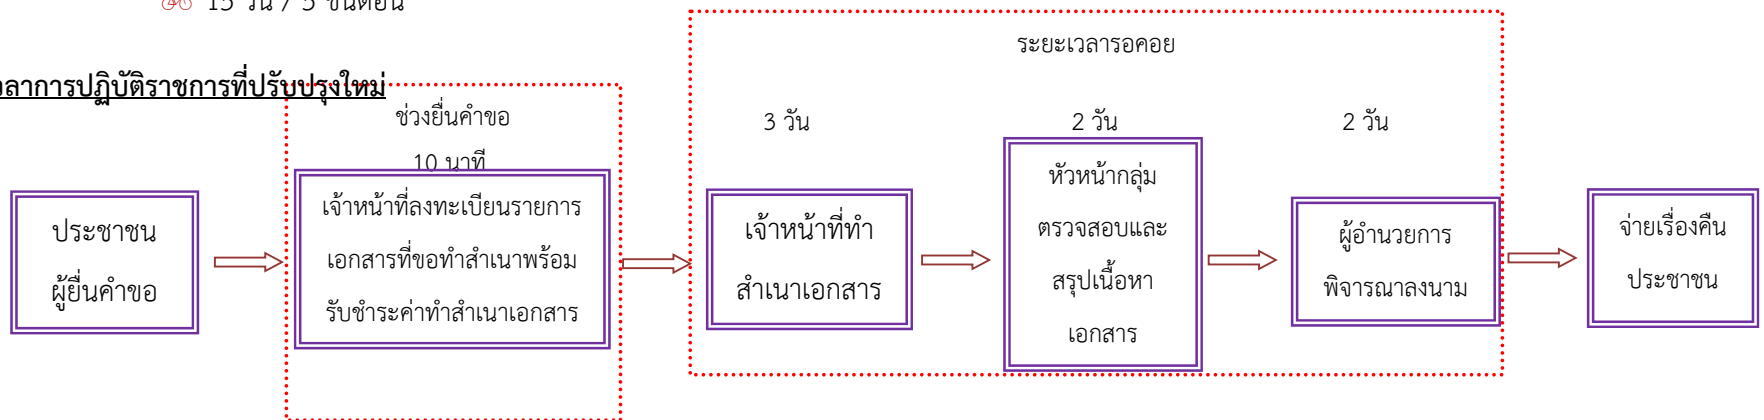 15 วัน / 5 ขั้นตอน
ระยะเวลารอคอย
ลาการปฏิบัติราชการที่ปรับปรุงใหม่
ช่วงยื่นคำขอ
10 นาที
3 วัน
2 วัน
2 วัน
ประชาชน
ผู้ยื่นคำขอ
เจ้าหน้าที่ลงทะเบียนรายการ
เอกสารที่ขอทำสำเนาพร้อม
รับชำระค่าทำสำเนาเอกสาร
เจ้าหน้าที่ทำ
สำเนาเอกสาร
หัวหน้ากลุ่ม
ตรวจสอบและ
สรุปเนื้อหา
เอกสาร
ผู้อำนวยการ
พิจารณาลงนาม
จ่ายเรื่องคืน
ประชาชน